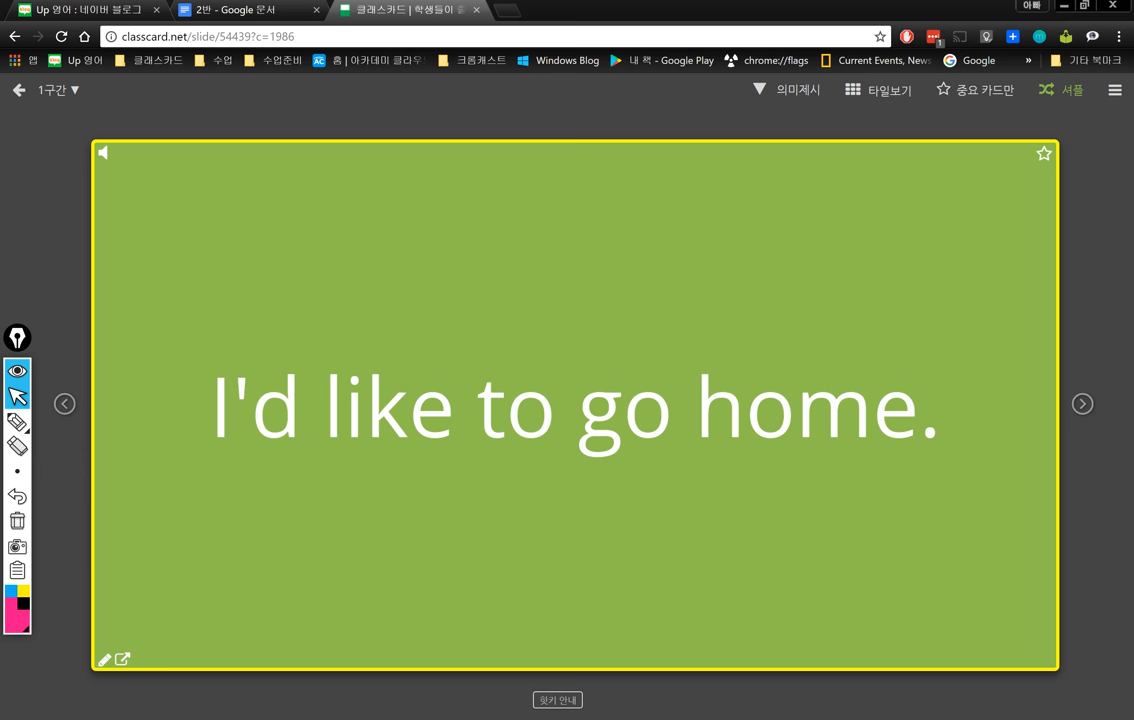 Up 영어 : 네이버 블로그
2반 - Google 문서
클래스카드 | 학생들이
아빠
classcard.net/slide/54439?c=1986
1
앱
Up 영어
클래스카드
수업
수업준비
홈 | 아카데미 클라우
크롬캐스트
Windows Blog
내 책 - Google Play
chrome://flags
Current Events, News
Google
»
기타 북마크
1구간 ▼
의미제시
타일보기
중요 카드만
셔플
I'd like to go home.
핫키 안내